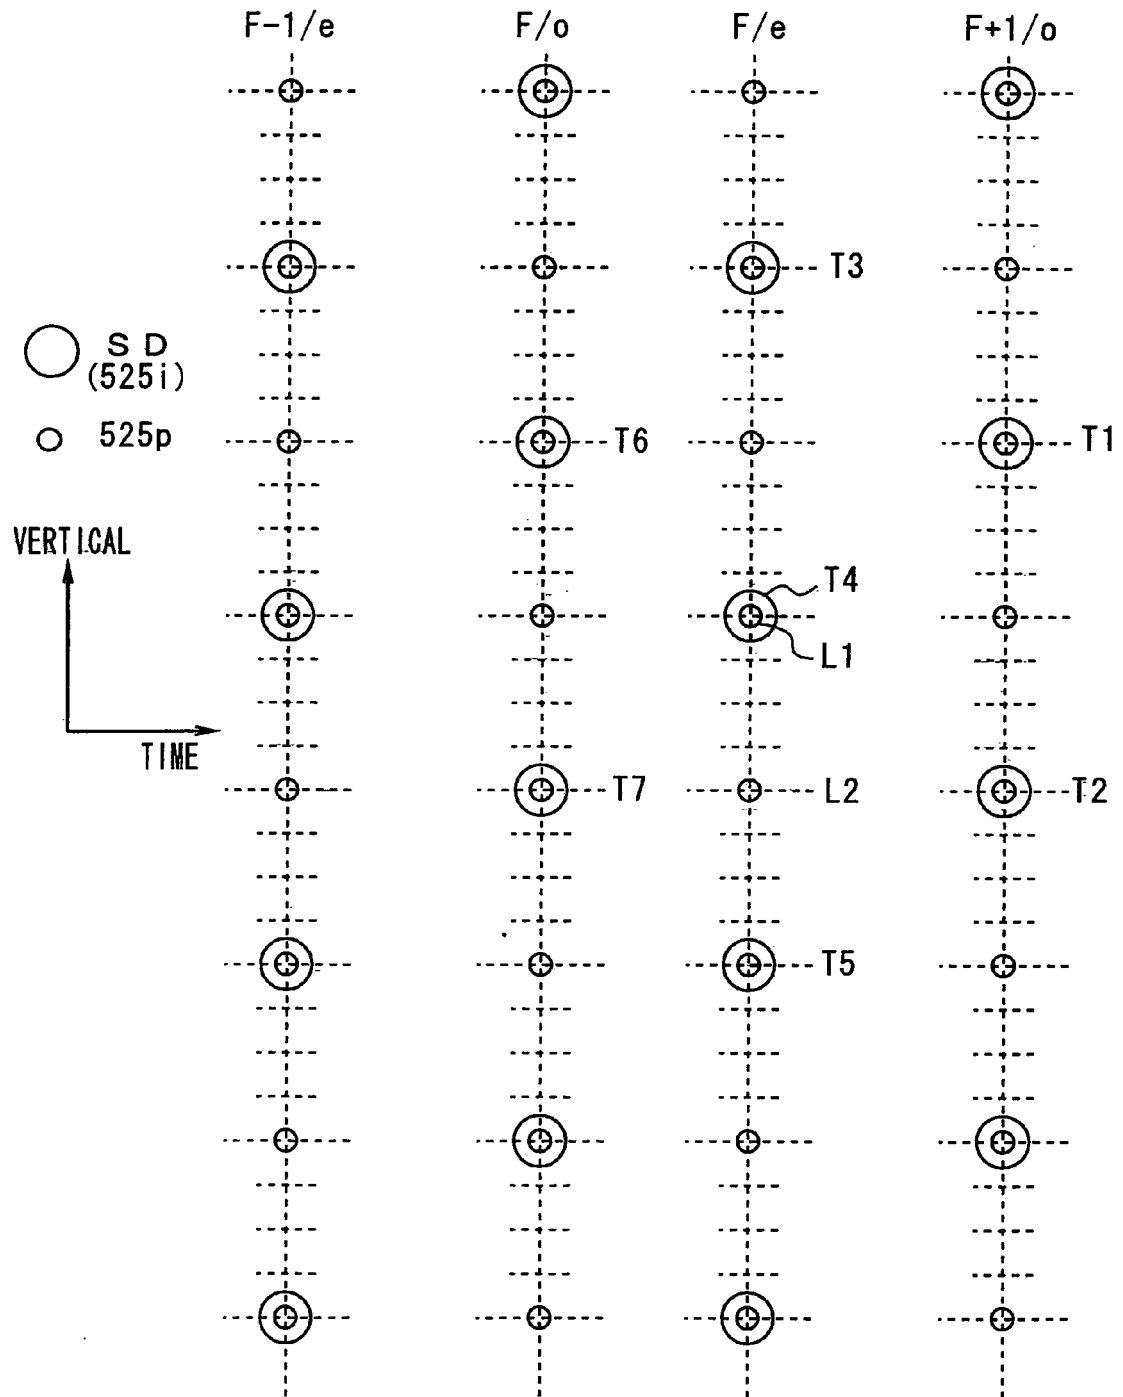 F-1/e F/o F/e F+1/o
T3
S D
(525i)
525p
T6 T1
VERTICAL
T4
L1
TIME
T7 L2 T2
T5